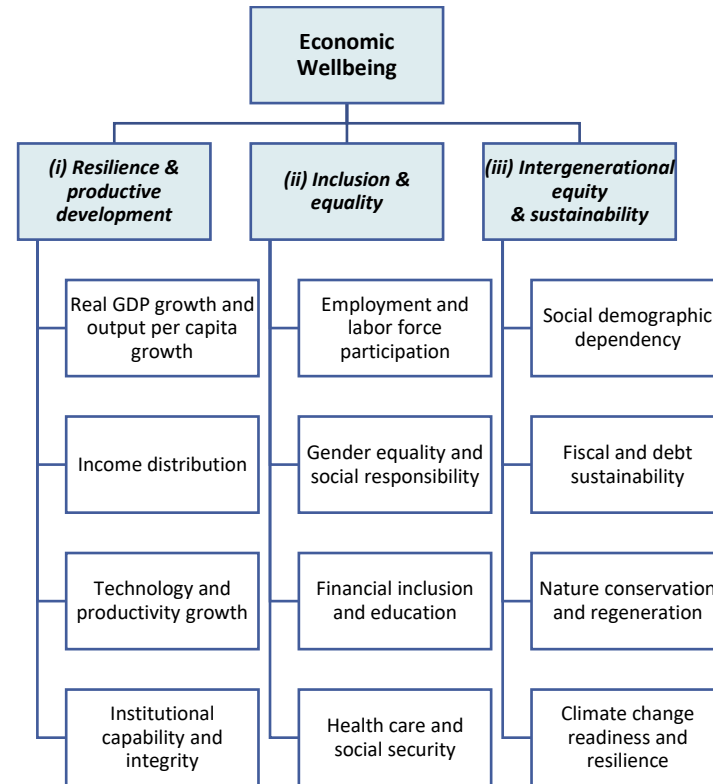 Economic
Wellbeing
(i) Resilience &
productive
development
(ii) Inclusion &
equality
(iii) Intergenerational
equity
& sustainability
Real GDP growth and
output per capita
growth
Income distribution
Technology and
productivity growth
Institutional
capability and
integrity
Employment and
labor force
participation
Gender equality and
social responsibility
Financial inclusion
and education
Health care and
social security
Social demographic
dependency
Fiscal and debt
sustainability
Nature conservation
and regeneration
Climate change
readiness and
resilience